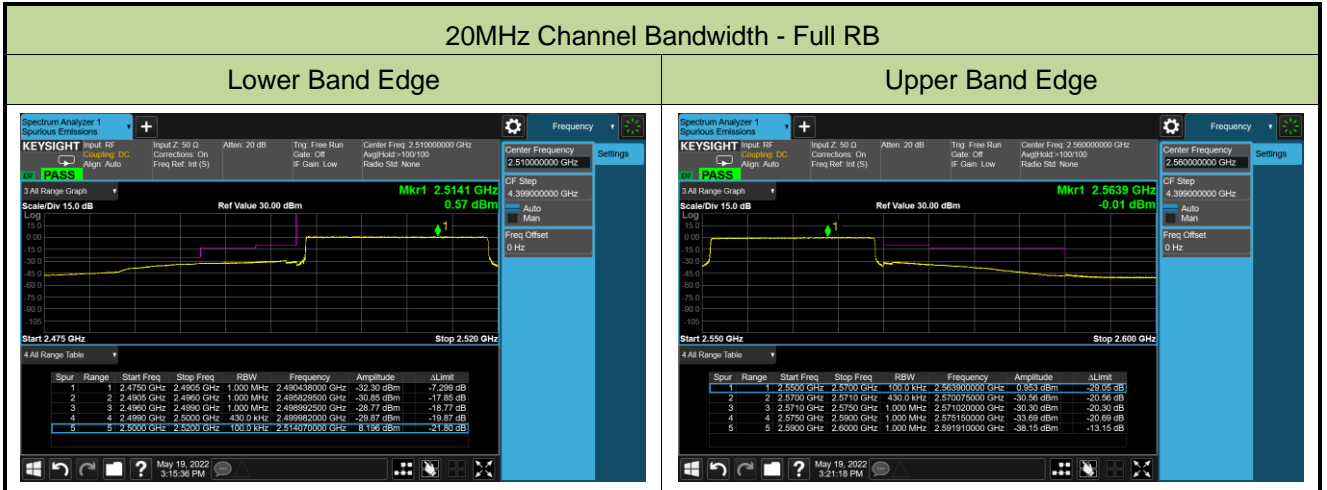 20MHz Channel Bandwidth - Full RB
Lower Band Edge
Upper Band Edge
Spectrum Analyzer 1
Spurious Emissions
+
Frequency
KEYSIGHT
Input: RF
Coupling: DC
Align: Auto
Input Z: 50 Ω
Corrections: On
Freq Ref: Int (S)
Atten: 20 dB
Trig: Free Run
Gate: Off
IF Gain: Low
Center Freq: 2.510000000 GHz
Avg|Hold:>100/100
Radio Std: None
Center Frequency
2.510000000 GHz
Settings
PASS
CF Step
4.399000000 GHz
Auto
Man
Freq Offset
0 Hz
3 All Range Graph
Mkr1 2.5141 GHz
Scale/Div 15.0 dB
Ref Value 30.00 dBm
0.57 dBm
Log
15.0
0.00
-15.0
-30.0
-45.0
-60.0
-75.0
-90.0
-105
1
Start 2.475 GHz
Stop 2.520 GHz
4 All Range Table
Spur Range Start Freq Stop Freq RBW Frequency Amplitude ΔLimit
1 1 2.4750 GHz 2.4905 GHz 1.000 MHz 2.490438000 GHz -32.30 dBm -7.299 dB
2 2 2.4905 GHz 2.4960 GHz 1.000 MHz 2.495829500 GHz -30.85 dBm -17.85 dB
3 3 2.4960 GHz 2.4990 GHz 1.000 MHz 2.498992500 GHz -28.77 dBm -18.77 dB
4 4 2.4990 GHz 2.5000 GHz 430.0 kHz 2.499982000 GHz -29.87 dBm -19.87 dB
5 5 2.5000 GHz 2.5200 GHz 100.0 kHz 2.514070000 GHz 8.196 dBm -21.80 dB
?
May 19, 2022
3:15:36 PM
Spectrum Analyzer 1
Spurious Emissions
+
Frequency
KEYSIGHT
Input: RF
Coupling: DC
Align: Auto
Input Z: 50 Ω
Corrections: On
Freq Ref: Int (S)
Atten: 20 dB
Trig: Free Run
Gate: Off
IF Gain: Low
Center Freq: 2.560000000 GHz
Avg|Hold:>100/100
Radio Std: None
Center Frequency
2.560000000 GHz
Settings
PASS
CF Step
4.399000000 GHz
Auto
Man
Freq Offset
0 Hz
3 All Range Graph
Mkr1 2.5639 GHz
Scale/Div 15.0 dB
Ref Value 30.00 dBm
-0.01 dBm
Log
15.0
0.00
-15.0
-30.0
-45.0
-60.0
-75.0
-90.0
-105
1
Start 2.550 GHz
Stop 2.600 GHz
4 All Range Table
Spur Range Start Freq Stop Freq RBW Frequency Amplitude ΔLimit
1 1 2.5500 GHz 2.5700 GHz 100.0 kHz 2.563900000 GHz 0.953 dBm -29.05 dB
2 2 2.5700 GHz 2.5710 GHz 430.0 kHz 2.570075000 GHz -30.56 dBm -20.56 dB
3 3 2.5710 GHz 2.5750 GHz 1.000 MHz 2.571020000 GHz -30.30 dBm -20.30 dB
4 4 2.5750 GHz 2.5900 GHz 1.000 MHz 2.575150000 GHz -33.69 dBm -20.69 dB
5 5 2.5900 GHz 2.6000 GHz 1.000 MHz 2.591910000 GHz -38.15 dBm -13.15 dB
?
May 19, 2022
3:21:18 PM